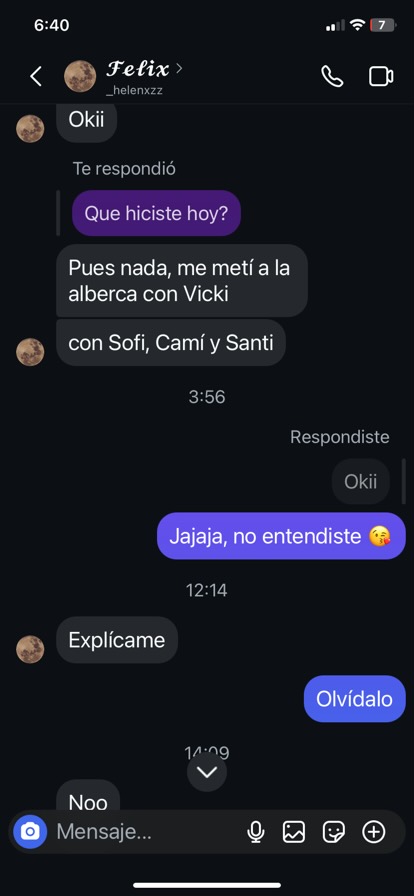 6:40
7
𝓕𝓮𝓵𝓲𝔁
_helenxzz
Okii
Te respondió
Que hiciste hoy?
Pues nada, me metí a la
alberca con Vicki
con Sofi, Camí y Santi
3:56
Respondiste
Okii
Jajaja, no entendiste 😘
12:14
Explícame
Olvídalo
14:09
Noo
Mensaje...